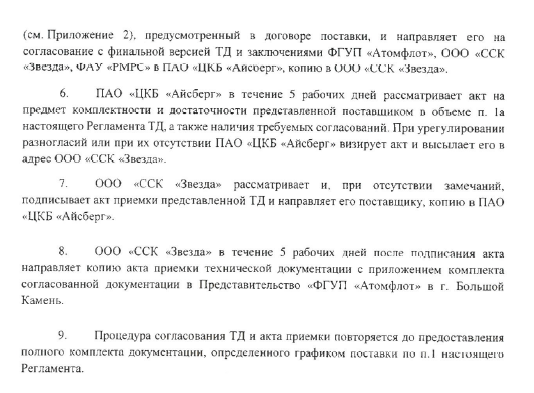 (см. Приложение 2), предусмотренный в договоре поставки, и направляет его на
согласование с финальной версией ТД и заключениями ФГУП «Атомфлот», ООО «ССК
«Звезда», ФАУ «РМРС» в ПАО «ЦКБ «Айсберг», копию в ООО «ССК «Звезда».
6. ПАО «ЦКБ «Айсберг» в течение 5 рабочих дней рассматривает акт на
предмет комплектности и достаточности представленной поставщиком в объеме п. 1а
настоящего Регламента ТД, а также наличия требуемых согласований. При урегулировании
разногласий или при их отсутствии ПАО «ЦКБ «Айсберг» визирует акт и высылает его в
адрес ООО «ССК «Звезда».
7. ООО «ССК «Звезда» рассматривает и, при отсутствии замечаний,
подписывает акт приемки представленной ТД и направляет его поставщику, копию в ПАО
«ЦКБ «Айсберг».
8. ООО «ССК «Звезда» в течение 5 рабочих дней после подписания акта
направляет копию акта приемки технической документации с приложением комплекта
согласованной документации в Представительство «ФГУП «Атомфлот» в г. Большой
Камень.
9. Процедура согласования ТД и акта приемки повторяется до предоставления
полного комплекта документации, определенного графиком поставки по п.1 настоящего
Регламента.